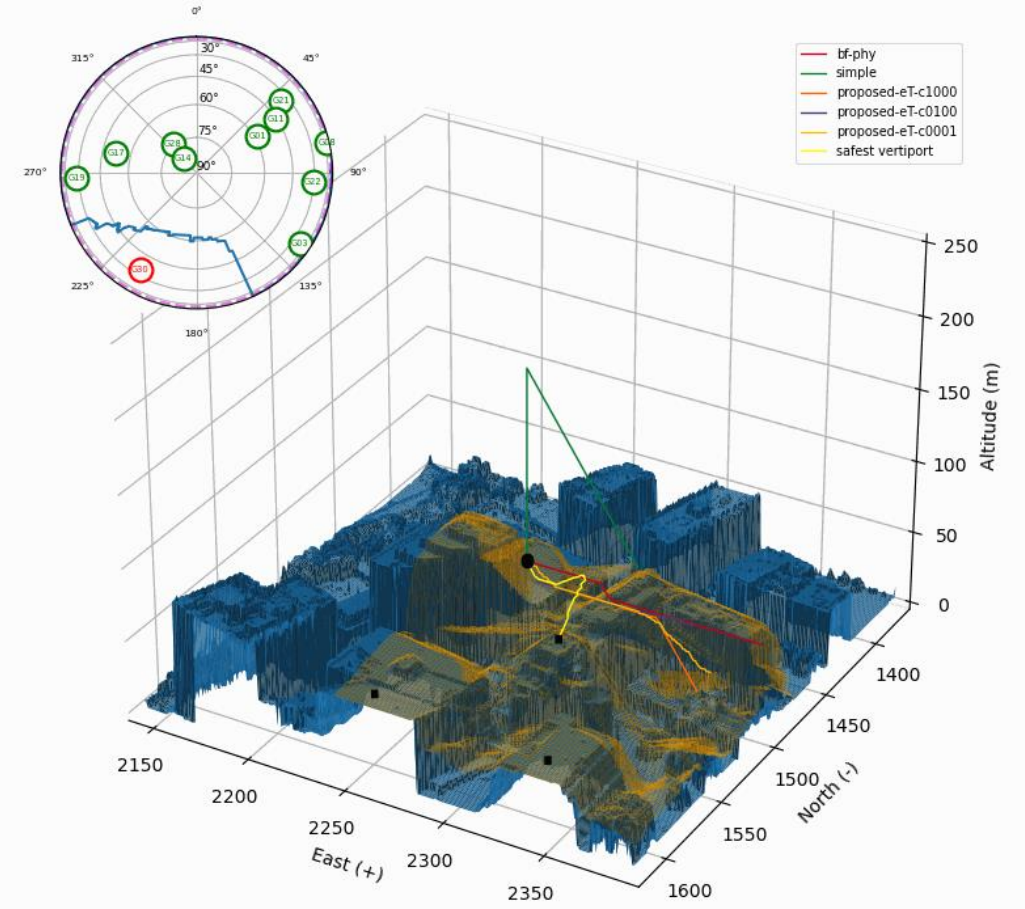 0°
315°
30°
45°
45°
60°
G21
G11
G01
75°
G28
G08
G17
G14
90°
270°
90°
G19
G22
G03
G30
225°
135°
180°
bf-phy
simple
proposed-eT-c1000
proposed-eT-c0100
proposed-eT-c0001
safest vertiport
250
200
150
100
50
0
Altitude (m)
1400
1450
1500
1550
1600
North (-)
2150
2200
2250
2300
2350
East (+)